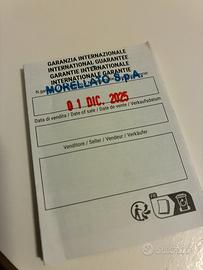 GARANZIA INTERNAZIONALE
INTERNATIONAL GUARANTEE
GARANTIE INTERNATIONALE
INTERNATIONALE GARANTIE
MORELLATO S.p.A.
01 DIC. 2025
Data di vendita / Date of sale / Date de vente / Verkaufsdatum
Venditore / Seller / Vendeur / Verkäufer